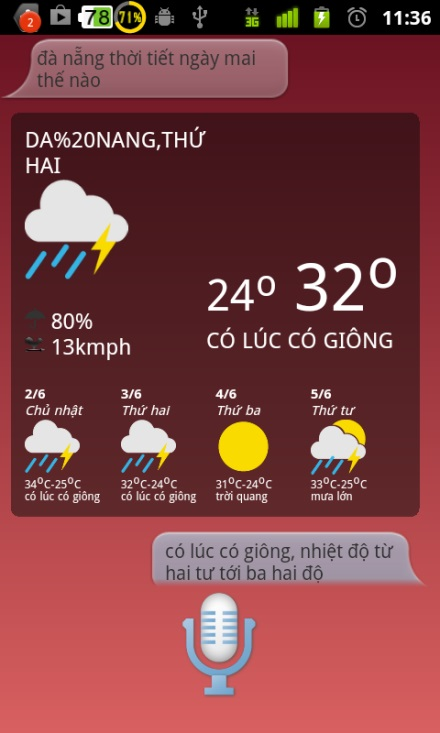 2 78 71% 3G 11:36
đà nẵng thời tiết ngày mai
thế nào
DA%20NANG,THỨ
HAI
24º 32º
80%
13kmph
CÓ LÚC CÓ GIÔNG
2/6 3/6 4/6 5/6
Chủ nhật Thứ hai Thứ ba Thứ tư
34ºC-25ºC 32ºC-24ºC 31ºC-24ºC 33ºC-25ºC
có lúc có giông có lúc có giông trời quang mưa lớn
có lúc có giông, nhiệt độ từ
hai tư tới ba hai độ